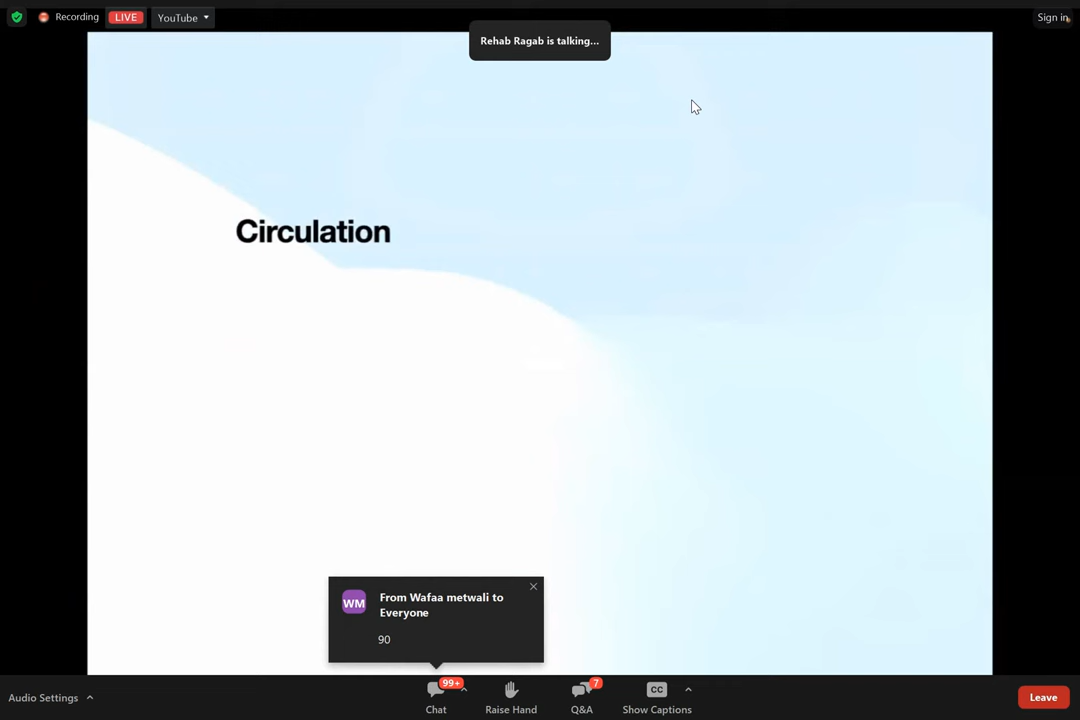 Recording
LIVE
YouTube
Sign in
Rehab Ragab is talking...
Circulation
WM
From Wafaa metwali to
Everyone
90
Audio Settings
99+
Chat
Raise Hand
7
Q&A
CC
Show Captions
Leave